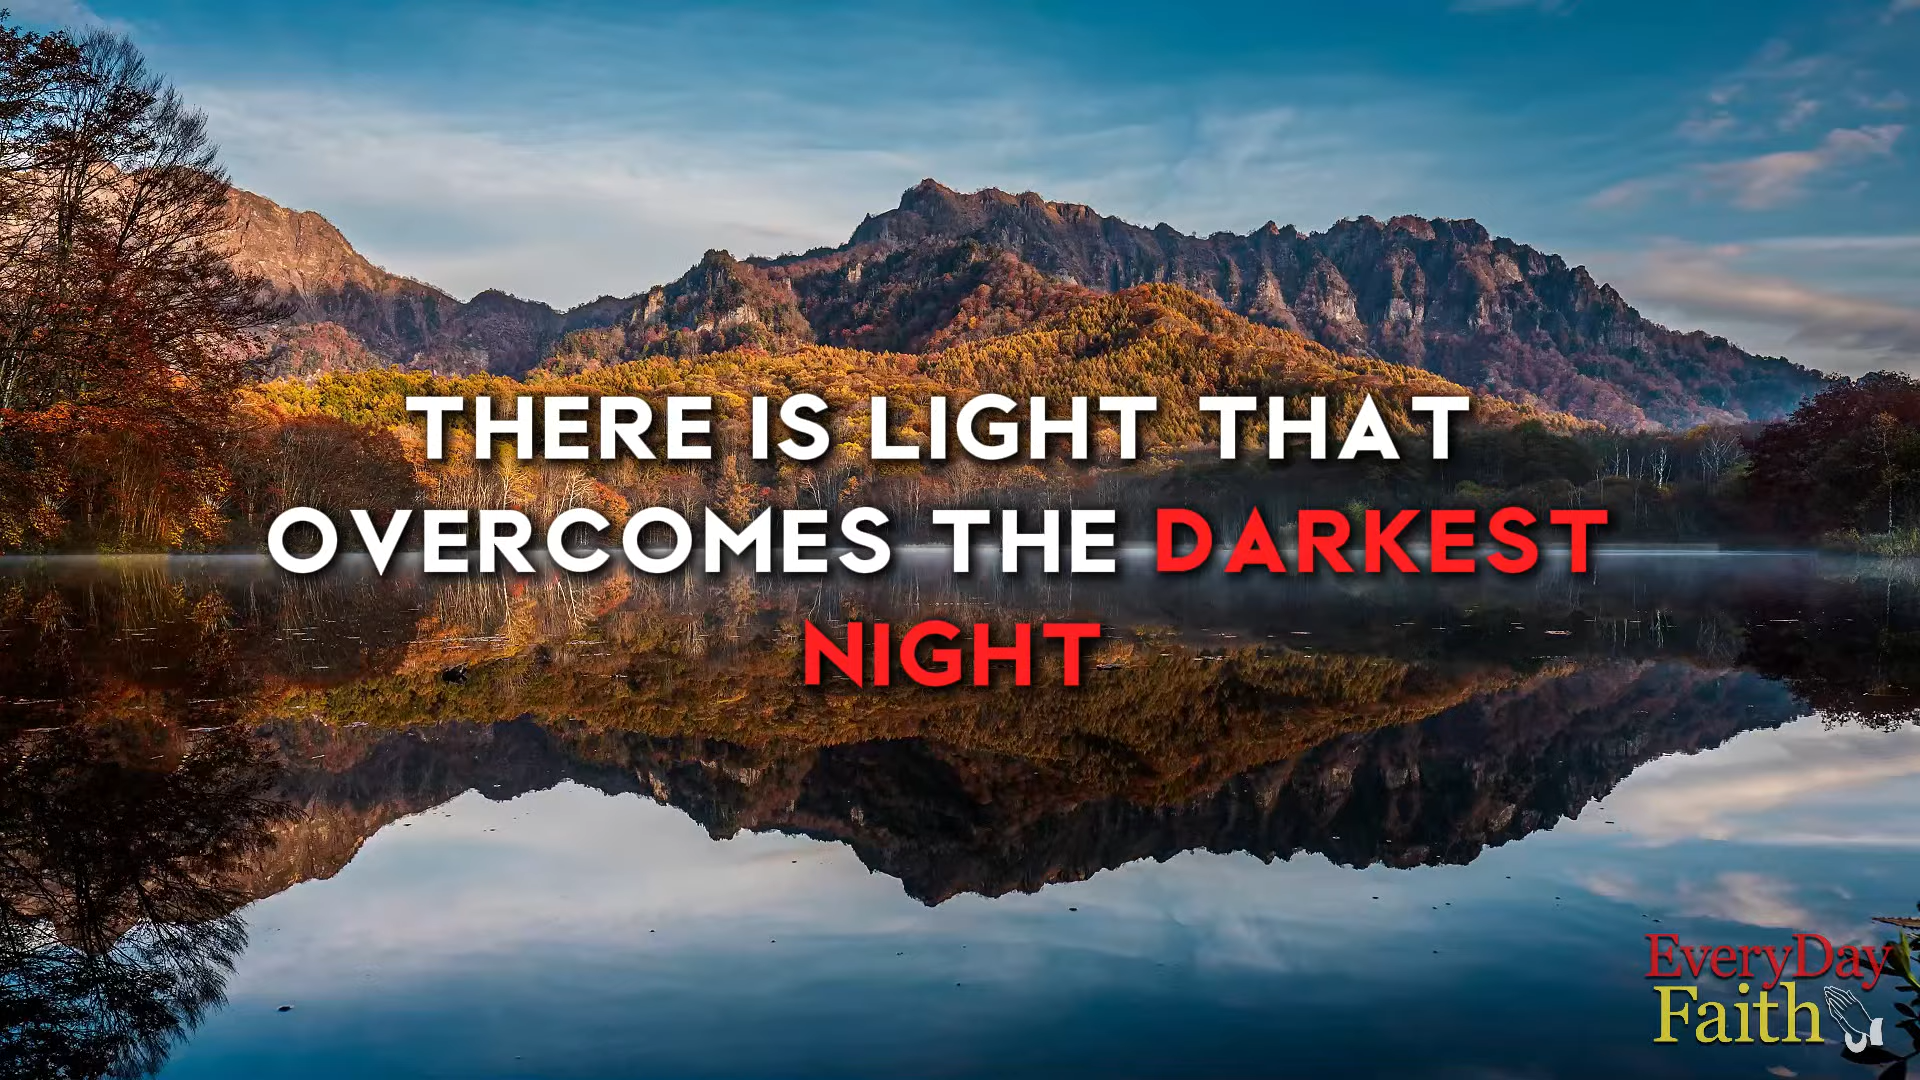 THERE IS LIGHT THAT
OVERCOMES THE DARKEST
NIGHT
EveryDay
Faith